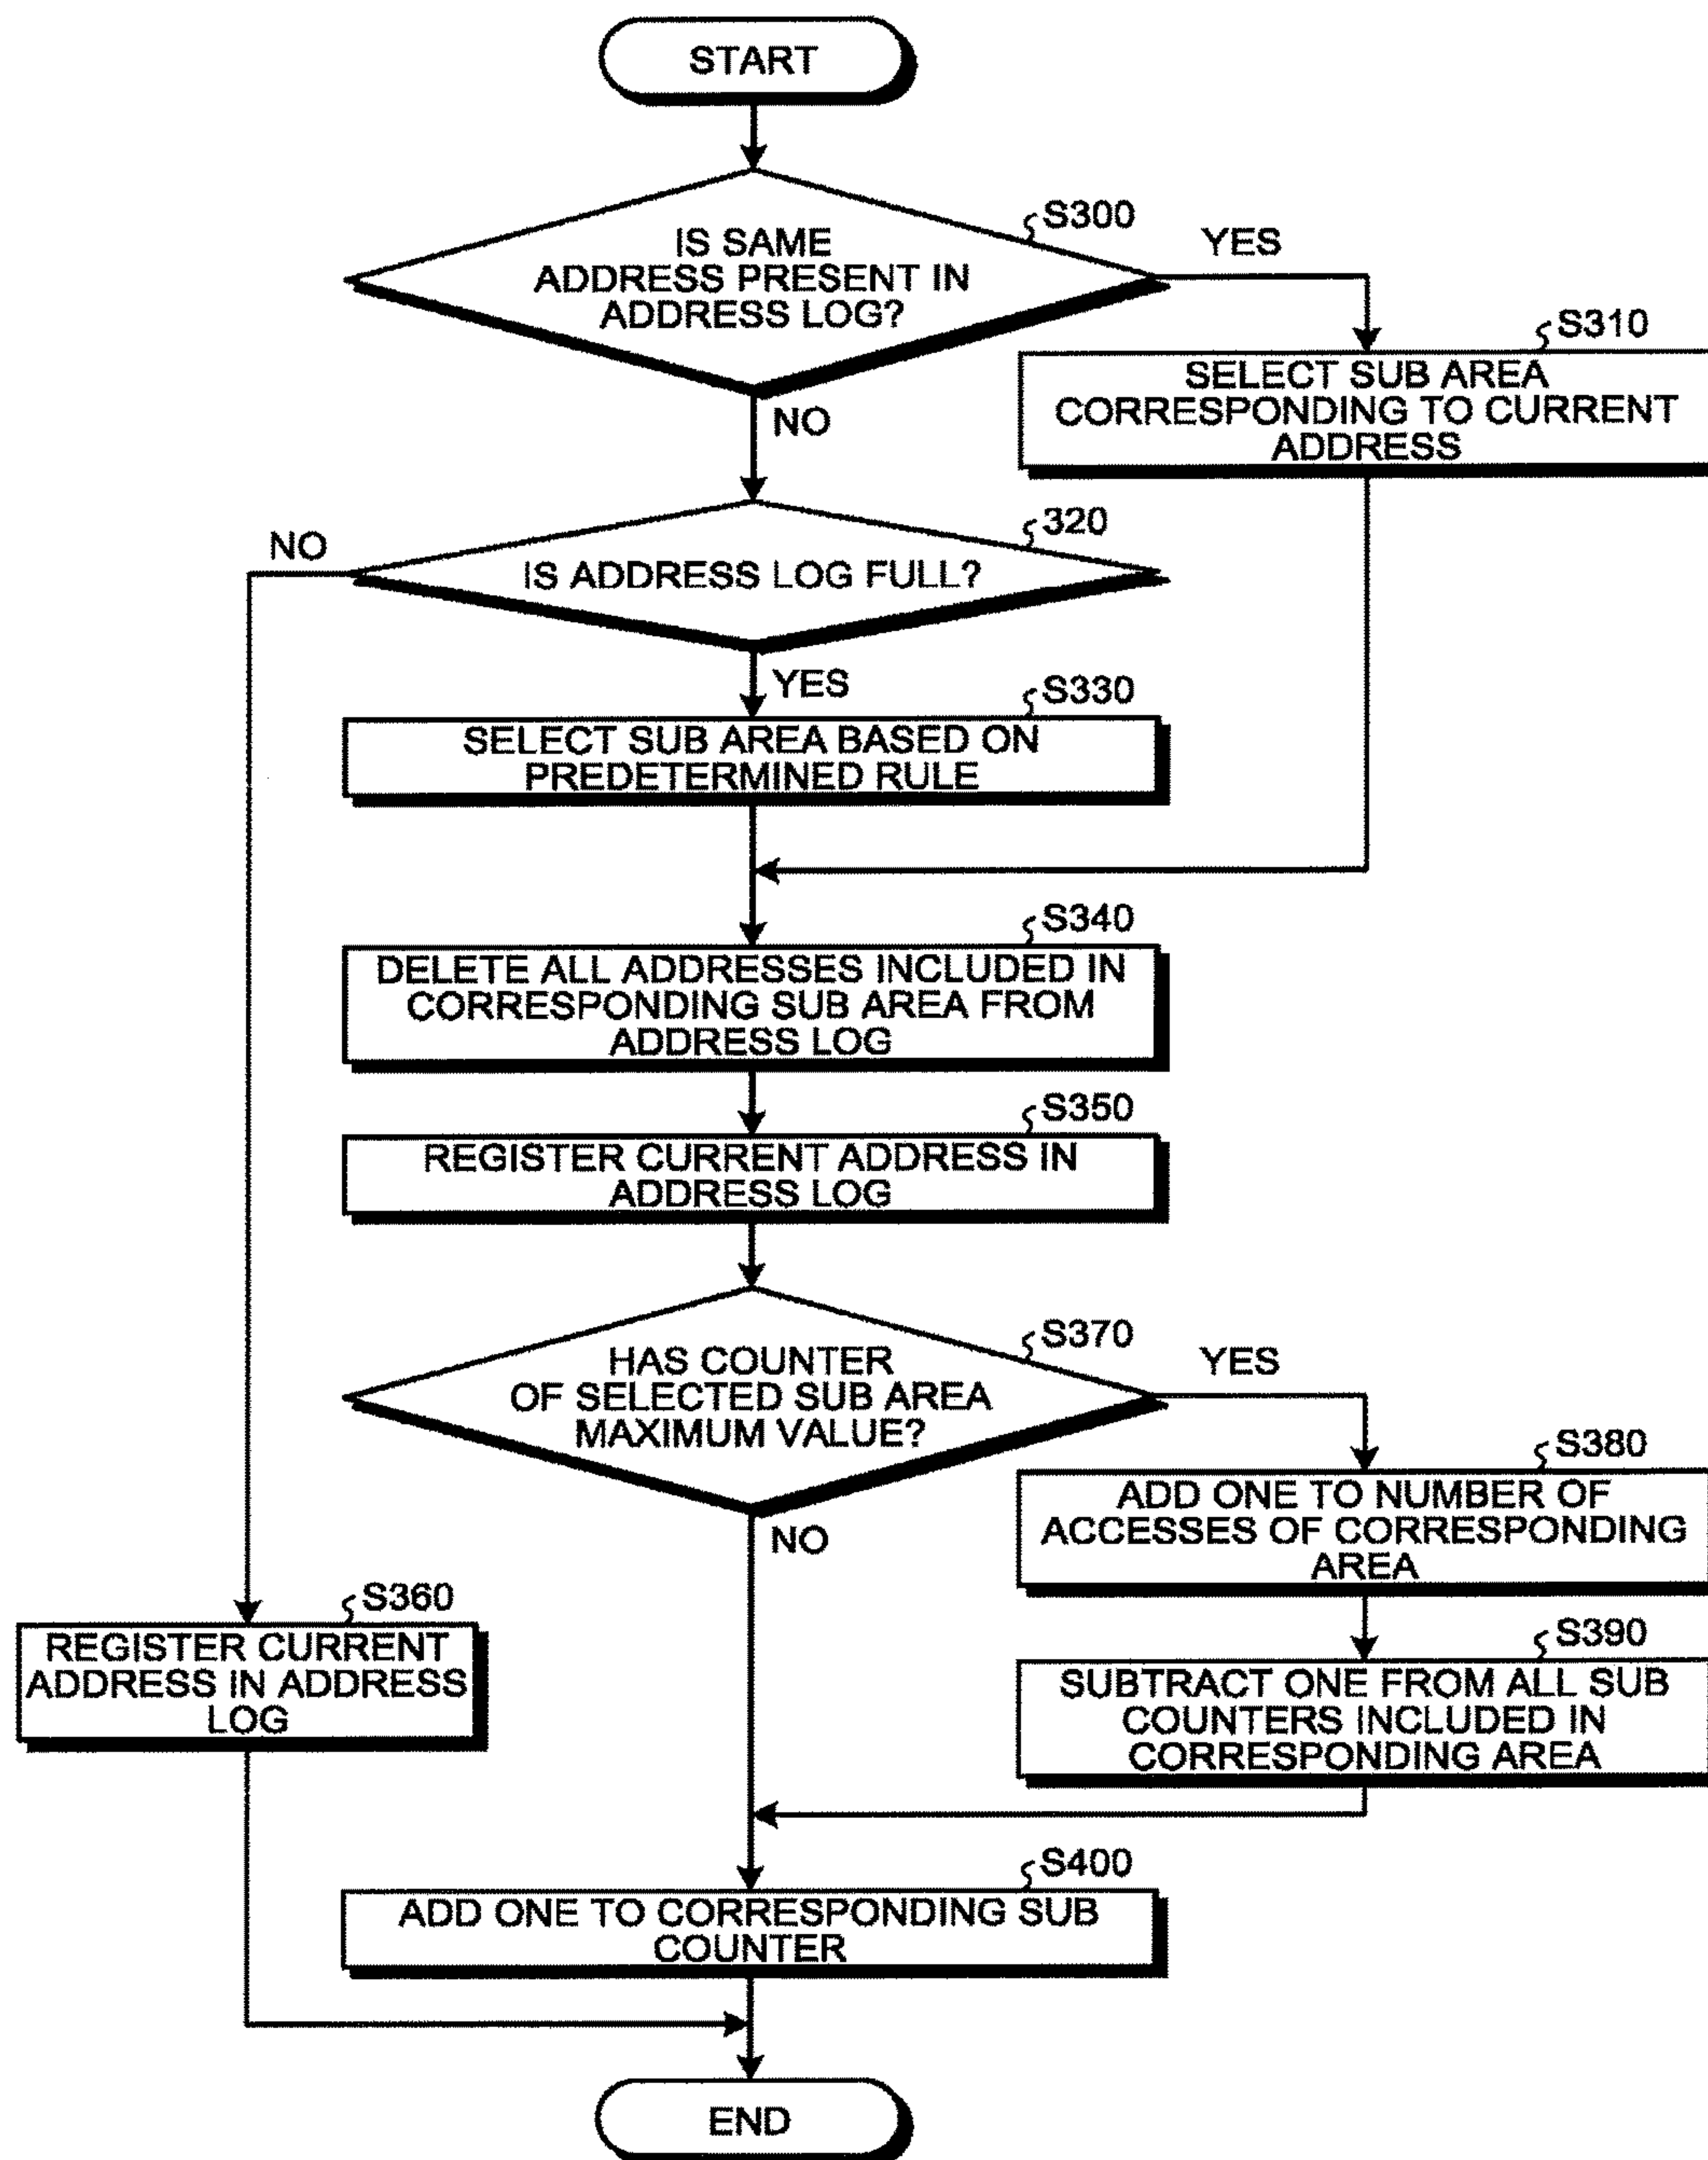 START
S300
IS SAME
ADDRESS PRESENT IN
ADDRESS LOG?
YES
S310
SELECT SUB AREA
CORRESPONDING TO CURRENT
ADDRESS
NO
320
NO
IS ADDRESS LOG FULL?
YES
S330
SELECT SUB AREA BASED ON
PREDETERMINED RULE
S340
DELETE ALL ADDRESSES INCLUDED IN
CORRESPONDING SUB AREA FROM
ADDRESS LOG
S350
REGISTER CURRENT ADDRESS IN
ADDRESS LOG
S370
HAS COUNTER
OF SELECTED SUB AREA
MAXIMUM VALUE?
YES
S380
ADD ONE TO NUMBER OF
ACCESSES OF CORRESPONDING
AREA
NO
S360
REGISTER CURRENT
ADDRESS IN ADDRESS
LOG
S390
SUBTRACT ONE FROM ALL SUB
COUNTERS INCLUDED IN
CORRESPONDING AREA
S400
ADD ONE TO CORRESPONDING SUB
COUNTER
END